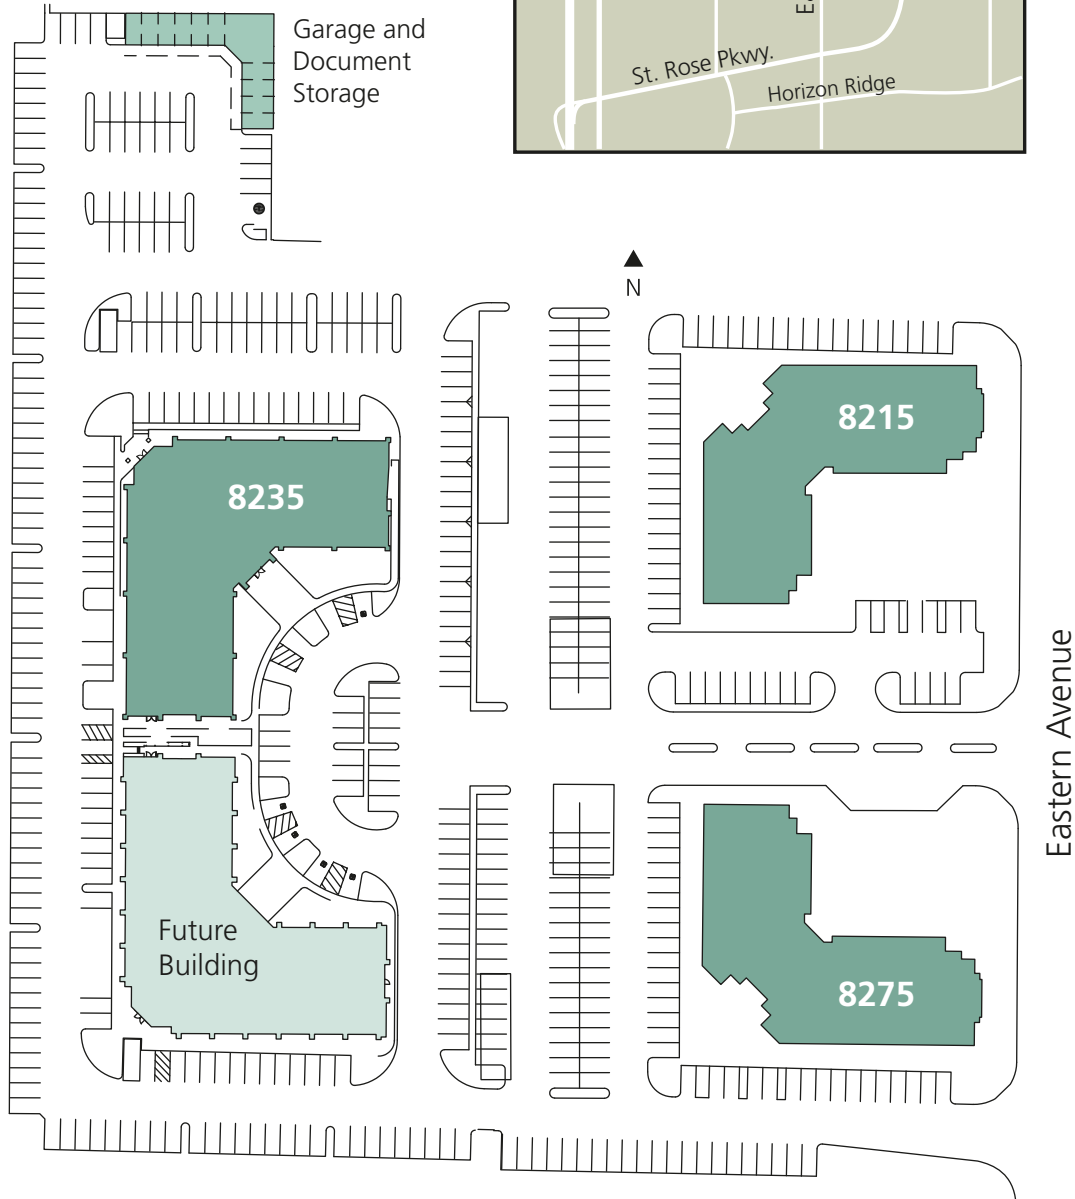 Garage and
Document
Storage
St. Rose Pkwy.
Horizon Ridge
N
8215
8235
Eastern Avenue
Future
Building
8275